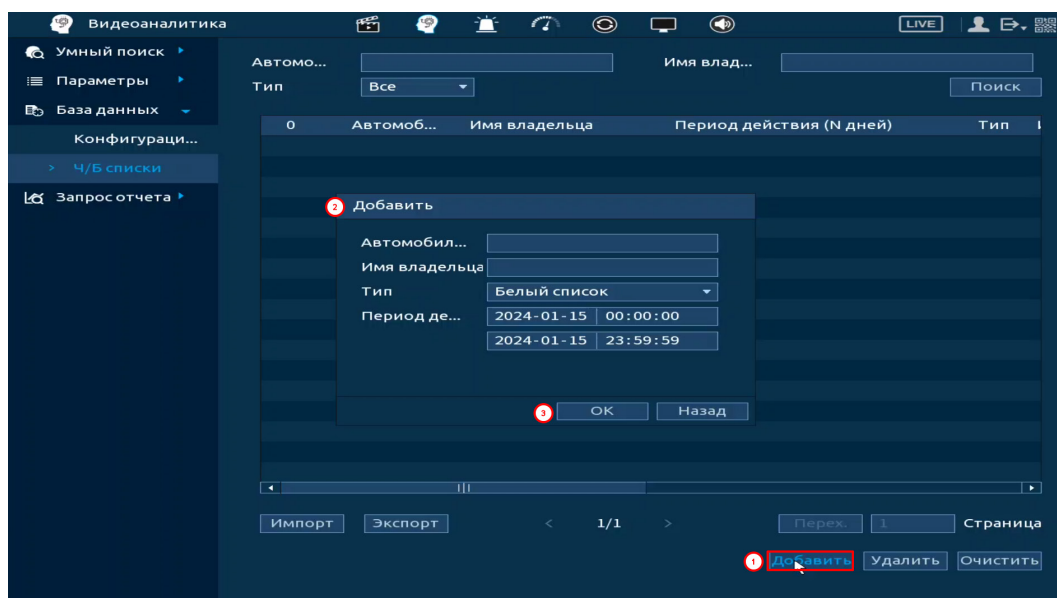 Видеоаналитика
LIVE
Умный поиск
Параметры
База данных
Конфигураци...
> Ч/Б списки
Запрос отчета
Автомо...
Имя влад...
Тип
Все
Поиск
0 Автомоб... Имя владельца Период действия (N дней) Тип
2 Добавить
Автомобил...
Имя владельца
Тип
Белый список
Период де...
2024-01-15 00:00:00
2024-01-15 23:59:59
3 OK Назад
Импорт Экспорт < 1/1 > Перех. 1 Страница
1 Добавить Удалить Очистить